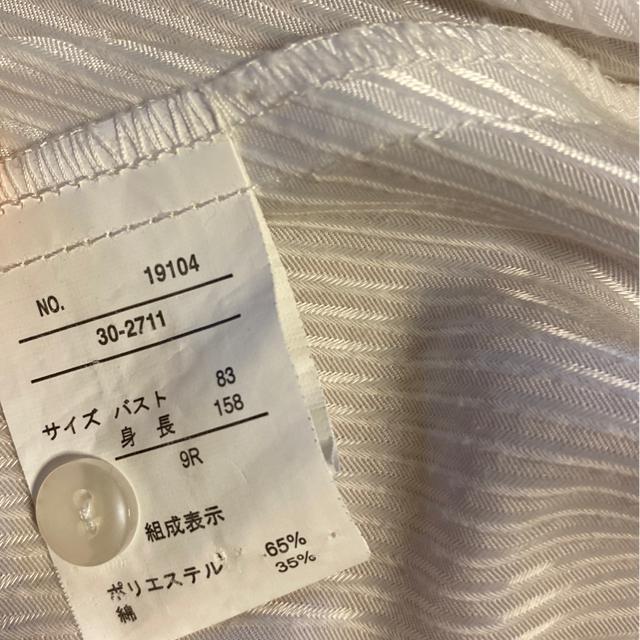 NO. 19104
30-2711
サイズ バスト 83
身長 158
9R
組成表示
ポリエステル 65%
綿 35%